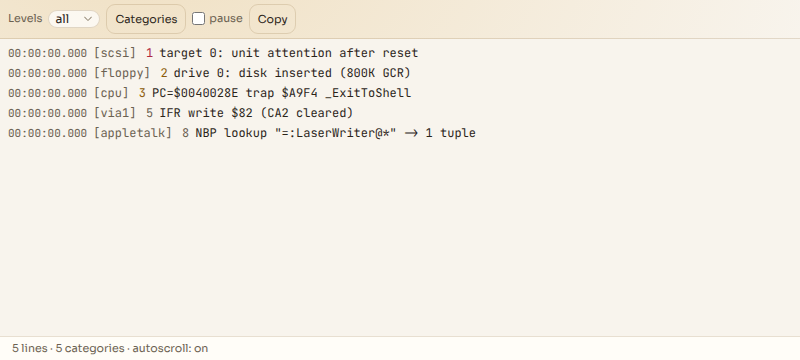 Levels all Categories pause Copy
00:00:00.000 [scsi] 1 target 0: unit attention after reset
00:00:00.000 [floppy] 2 drive 0: disk inserted (800K GCR)
00:00:00.000 [cpu] 3 PC=$0040028E trap $A9F4 _ExitToShell
00:00:00.000 [via1] 5 IFR write $82 (CA2 cleared)
00:00:00.000 [appletalk] 8 NBP lookup "=:LaserWriter@*" → 1 tuple
5 lines · 5 categories · autoscroll: on